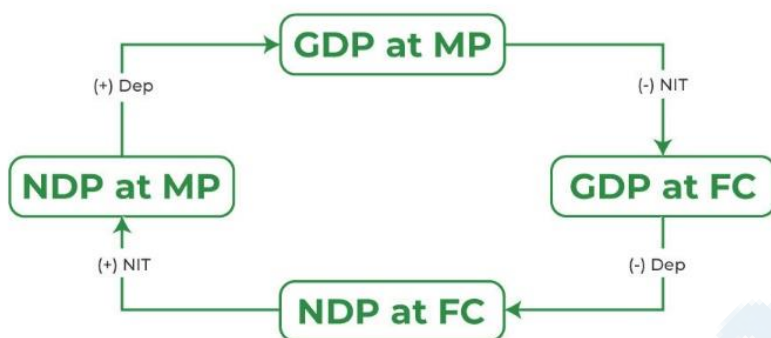 GDP at MP
(+) Dep
(-) NIT
NDP at MP
GDP at FC
(+) NIT
(-) Dep
NDP at FC